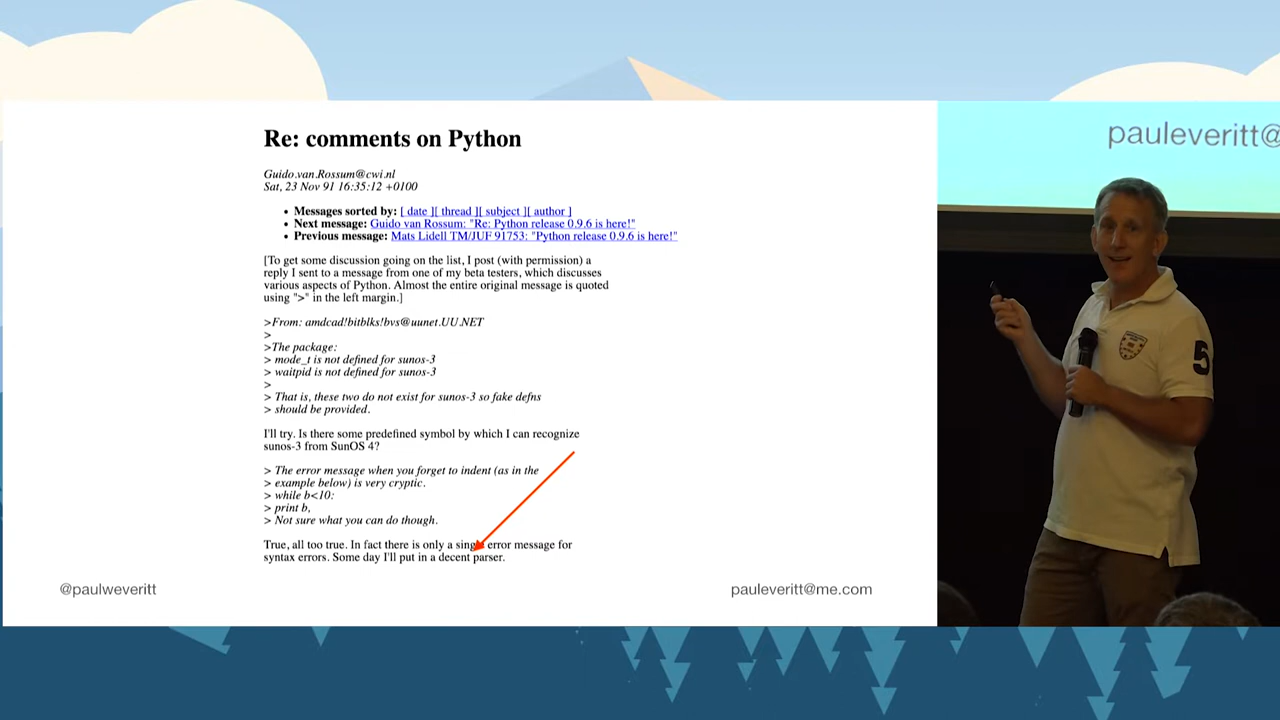 Re: comments on Python
Guido.van.Rossum@cwi.nl
Sat, 23 Nov 91 16:35:12 +0100
• Messages sorted by: [ date ][ thread ][ subject ][ author ]
• Next message: Guido van Rossum: "Re: Python release 0.9.6 is here!"
• Previous message: Mats Lidell TM/JUF 91753: "Python release 0.9.6 is here!"
[To get some discussion going on the list, I post (with permission) a
reply I sent to a message from one of my beta testers, which discusses
various aspects of Python. Almost the entire original message is quoted
using ">" in the left margin.]
>From: amdcad!bitblks!bvs@uunet.UU.NET
>
>The package:
> mode_t is not defined for sunos-3
> waitpid is not defined for sunos-3
>
> That is, these two do not exist for sunos-3 so fake defns
> should be provided.
I'll try. Is there some predefined symbol by which I can recognize
sunos-3 from SunOS 4?
> The error message when you forget to indent (as in the
> example below) is very cryptic.
> while b<10:
> print b,
> Not sure what you can do though.
True, all too true. In fact there is only a single error message for
syntax errors. Some day I'll put in a decent parser.
@paulweveritt
paulweveritt@me.com
pauleveritt@
5